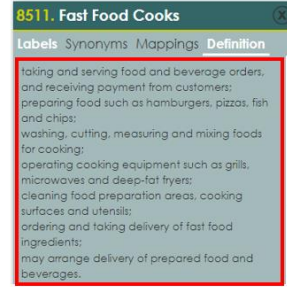 8511. Fast Food Cooks
Labels Synonyms Mappings Definition
taking and serving food and beverage orders,
and receiving payment from customers;
preparing food such as hamburgers, pizzas, fish
and chips;
washing, cutting, measuring and mixing foods
for cooking;
operating cooking equipment such as grills,
microwaves and deep-fat fryers;
cleaning food preparation areas, cooking
surfaces and utensils;
ordering and taking delivery of fast food
ingredients;
may arrange delivery of prepared food and
beverages.